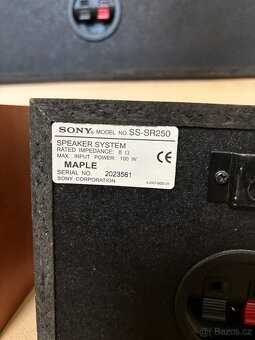 SONY® MODEL NO. SS-SR250
SPEAKER SYSTEM
RATED IMPEDANCE: 8 Ω
MAX. INPUT POWER: 100 W
MAPLE
SERIAL NO. 2023561
SONY CORPORATION
CE
sbazos.cz